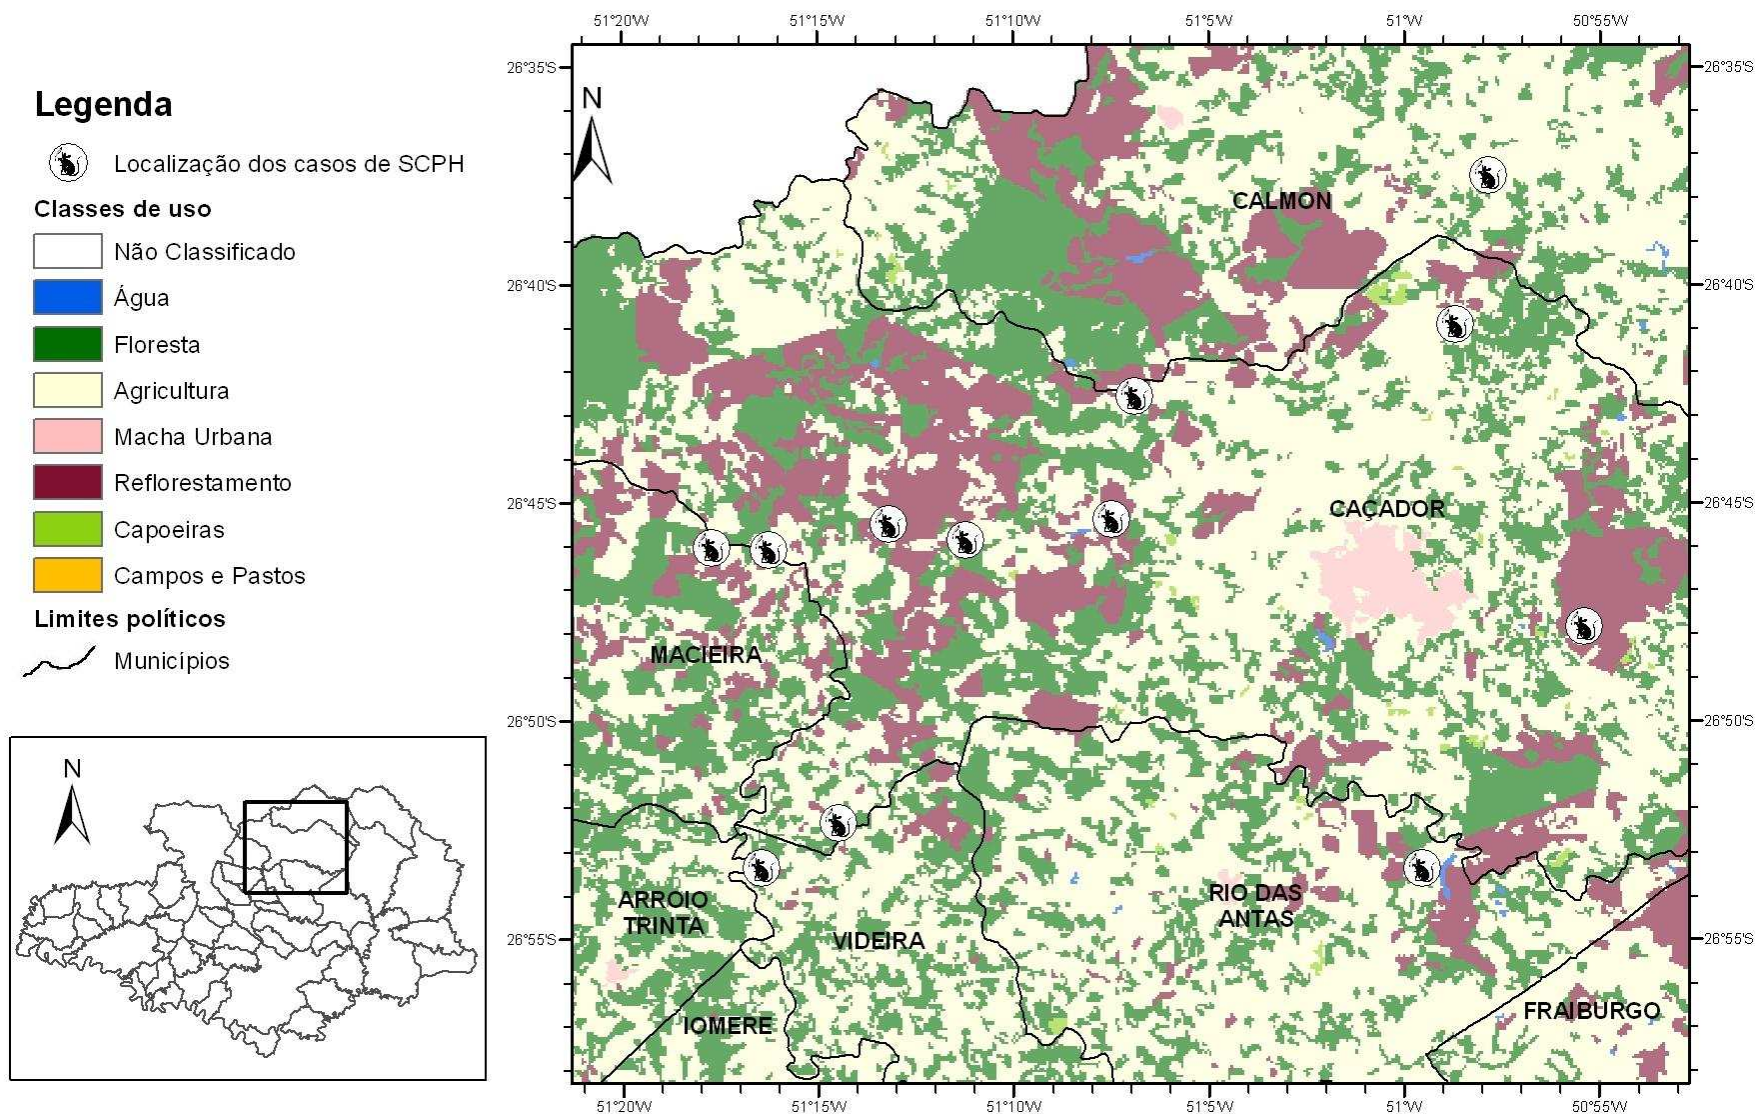 51°20'W 51°15'W 51°10'W 51°5'W 51°W 50°55'W
Legenda
Localização dos casos de SCPH
Classes de uso
Não Classificado
Água
Floresta
Agricultura
Macha Urbana
Reflorestamento
Capoeiras
Campos e Pastos
Limites políticos
Municípios
N
N
26°35'S
26°40'S
26°45'S
26°50'S
26°55'S
CALMON
CAÇADOR
MACIEIRA
ARROIO
TRINTA
VIDEIRA
RIO DAS
ANTAS
IOMERE
FRAIBURGO
26°35'S
26°40'S
26°45'S
26°50'S
26°55'S
51°20'W 51°15'W 51°10'W 51°5'W 51°W 50°55'W